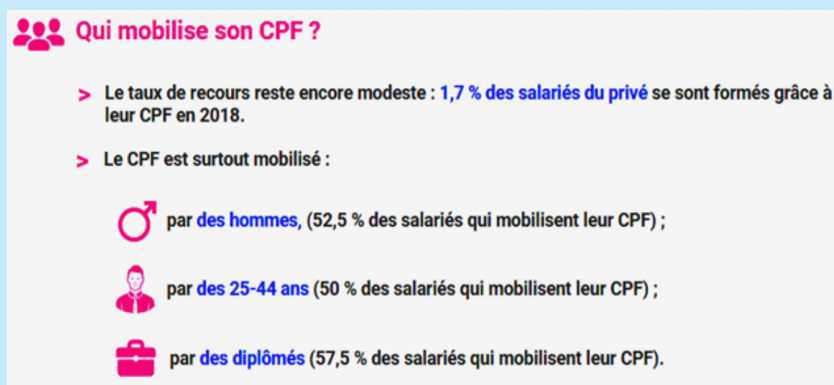 Qui mobilise son CPF ?
> Le taux de recours reste encore modeste : 1,7 % des salariés du privé se sont formés grâce à
leur CPF en 2018.
> Le CPF est surtout mobilisé :
par des hommes, (52,5 % des salariés qui mobilisent leur CPF) ;
par des 25-44 ans (50 % des salariés qui mobilisent leur CPF) ;
par des diplômés (57,5 % des salariés qui mobilisent leur CPF).